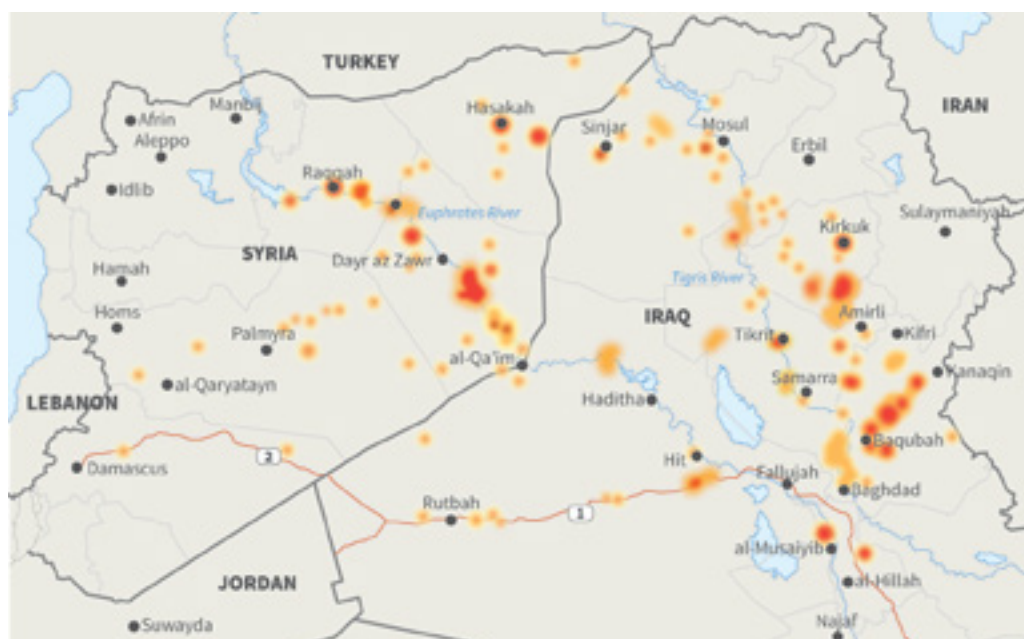 TURKEY
Hasakah
Manbij
IRAN
Afrin
Sinjar
Mosul
Aleppo
Erbil
Raqqah
Idlib
Euphrates River
Sulaymaniyah
Kirkuk
SYRIA
Dayr az Zawr
Hamah
Tigris River
Homs
IRAQ
Amirli
Palmyra
Tikrit
Kifri
al-Qa'im
Kanaqin
Samarra
al-Qaryatayn
LEBANON
Haditha
Baqubah
2
Hit
Damascus
Fallujah
Baghdad
Rutbah
1
al-Musaiyib
JORDAN
al-Hillah
Najaf
Suwayda